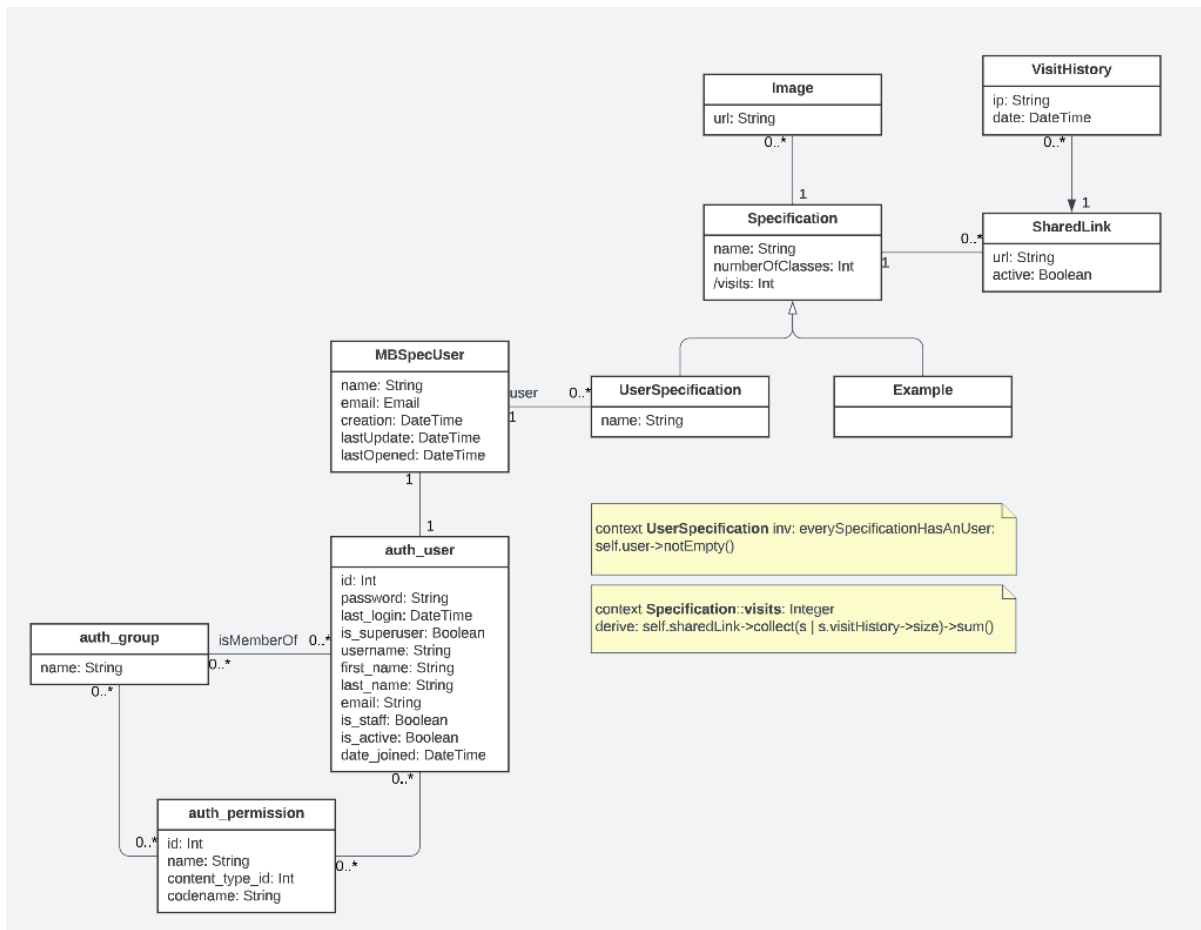 Image
url: String
0..*
1
VisitHistory
ip: String
date: DateTime
0..*
1
Specification
name: String
numberOfClasses: Int
/visits: Int
1
0..*
SharedLink
url: String
active: Boolean
MBSpecUser
name: String
email: Email
creation: DateTime
lastUpdate: DateTime
lastOpened: DateTime
user
1
0..*
UserSpecification
name: String
Example
1
1
context UserSpecification inv: everySpecificationHasAnUser:
self.user->notEmpty()
context Specification::visits: Integer
derive: self.sharedLink->collect(s | s.visitHistory->size)->sum()
auth_user
id: Int
password: String
last_login: DateTime
is_superuser: Boolean
username: String
first_name: String
last_name: String
email: String
is_staff: Boolean
is_active: Boolean
date_joined: DateTime
0..*
auth_group
name: String
0..*
isMemberOf
0..*
0..*
auth_permission
id: Int
name: String
content_type_id: Int
codename: String
0..*
0..*